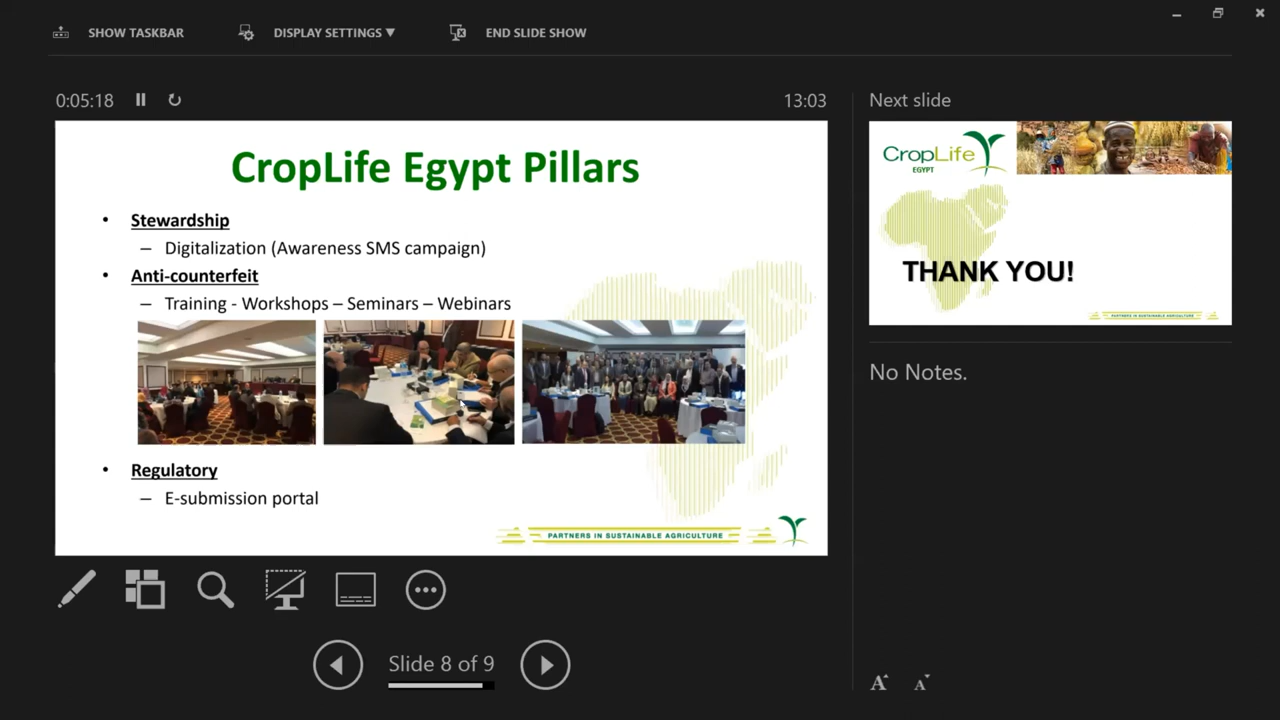 SHOW TASKBAR
DISPLAY SETTINGS ▼
END SLIDE SHOW
0:05:18
13:03
CropLife Egypt Pillars
• Stewardship
– Digitalization (Awareness SMS campaign)
• Anti-counterfeit
– Training - Workshops – Seminars – Webinars
• Regulatory
– E-submission portal
PARTNERS IN SUSTAINABLE AGRICULTURE
Slide 8 of 9
Next slide
CropLife
EGYPT
THANK YOU!
PARTNERS IN SUSTAINABLE AGRICULTURE
No Notes.
A A